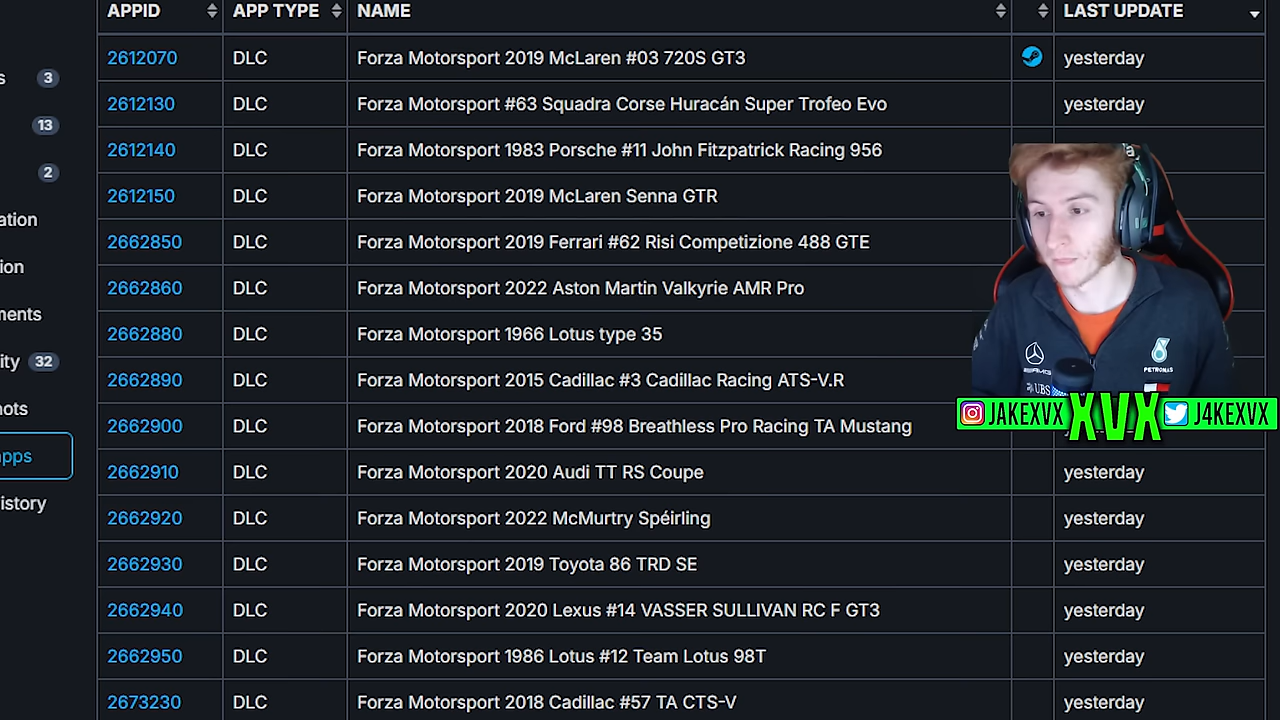 APPID APP TYPE NAME LAST UPDATE
2612070 DLC Forza Motorsport 2019 McLaren #03 720S GT3 yesterday
s 3
2612130 DLC Forza Motorsport #63 Squadra Corse Huracán Super Trofeo Evo yesterday
13
2612140 DLC Forza Motorsport 1983 Porsche #11 John Fitzpatrick Racing 956
2
2612150 DLC Forza Motorsport 2019 McLaren Senna GTR
ation
2662850 DLC Forza Motorsport 2019 Ferrari #62 Risi Competizione 488 GTE
ion
2662860 DLC Forza Motorsport 2022 Aston Martin Valkyrie AMR Pro
ments
2662880 DLC Forza Motorsport 1966 Lotus type 35
ity 32
2662890 DLC Forza Motorsport 2015 Cadillac #3 Cadillac Racing ATS-V.R
PETRONAS
UBS
hots
JAKEXVX XVX J4KEXVX
2662900 DLC Forza Motorsport 2018 Ford #98 Breathless Pro Racing TA Mustang
apps
2662910 DLC Forza Motorsport 2020 Audi TT RS Coupe yesterday
istory
2662920 DLC Forza Motorsport 2022 McMurtry Spéirling yesterday
2662930 DLC Forza Motorsport 2019 Toyota 86 TRD SE yesterday
2662940 DLC Forza Motorsport 2020 Lexus #14 VASSER SULLIVAN RC F GT3 yesterday
2662950 DLC Forza Motorsport 1986 Lotus #12 Team Lotus 98T yesterday
2673230 DLC Forza Motorsport 2018 Cadillac #57 TA CTS-V yesterday